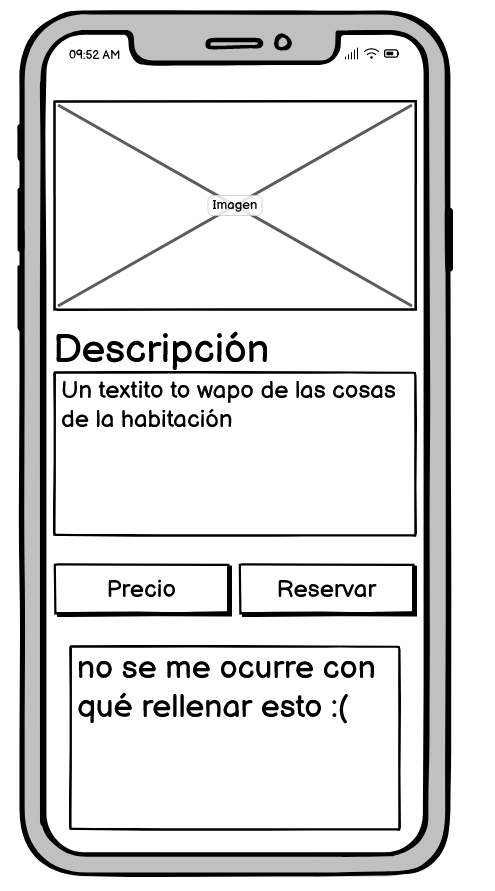 09:52 AM
Imagen
Descripción
Un textito to wapo de las cosas
de la habitación
Precio
Reservar
no se me ocurre con
qué rellenar esto :(